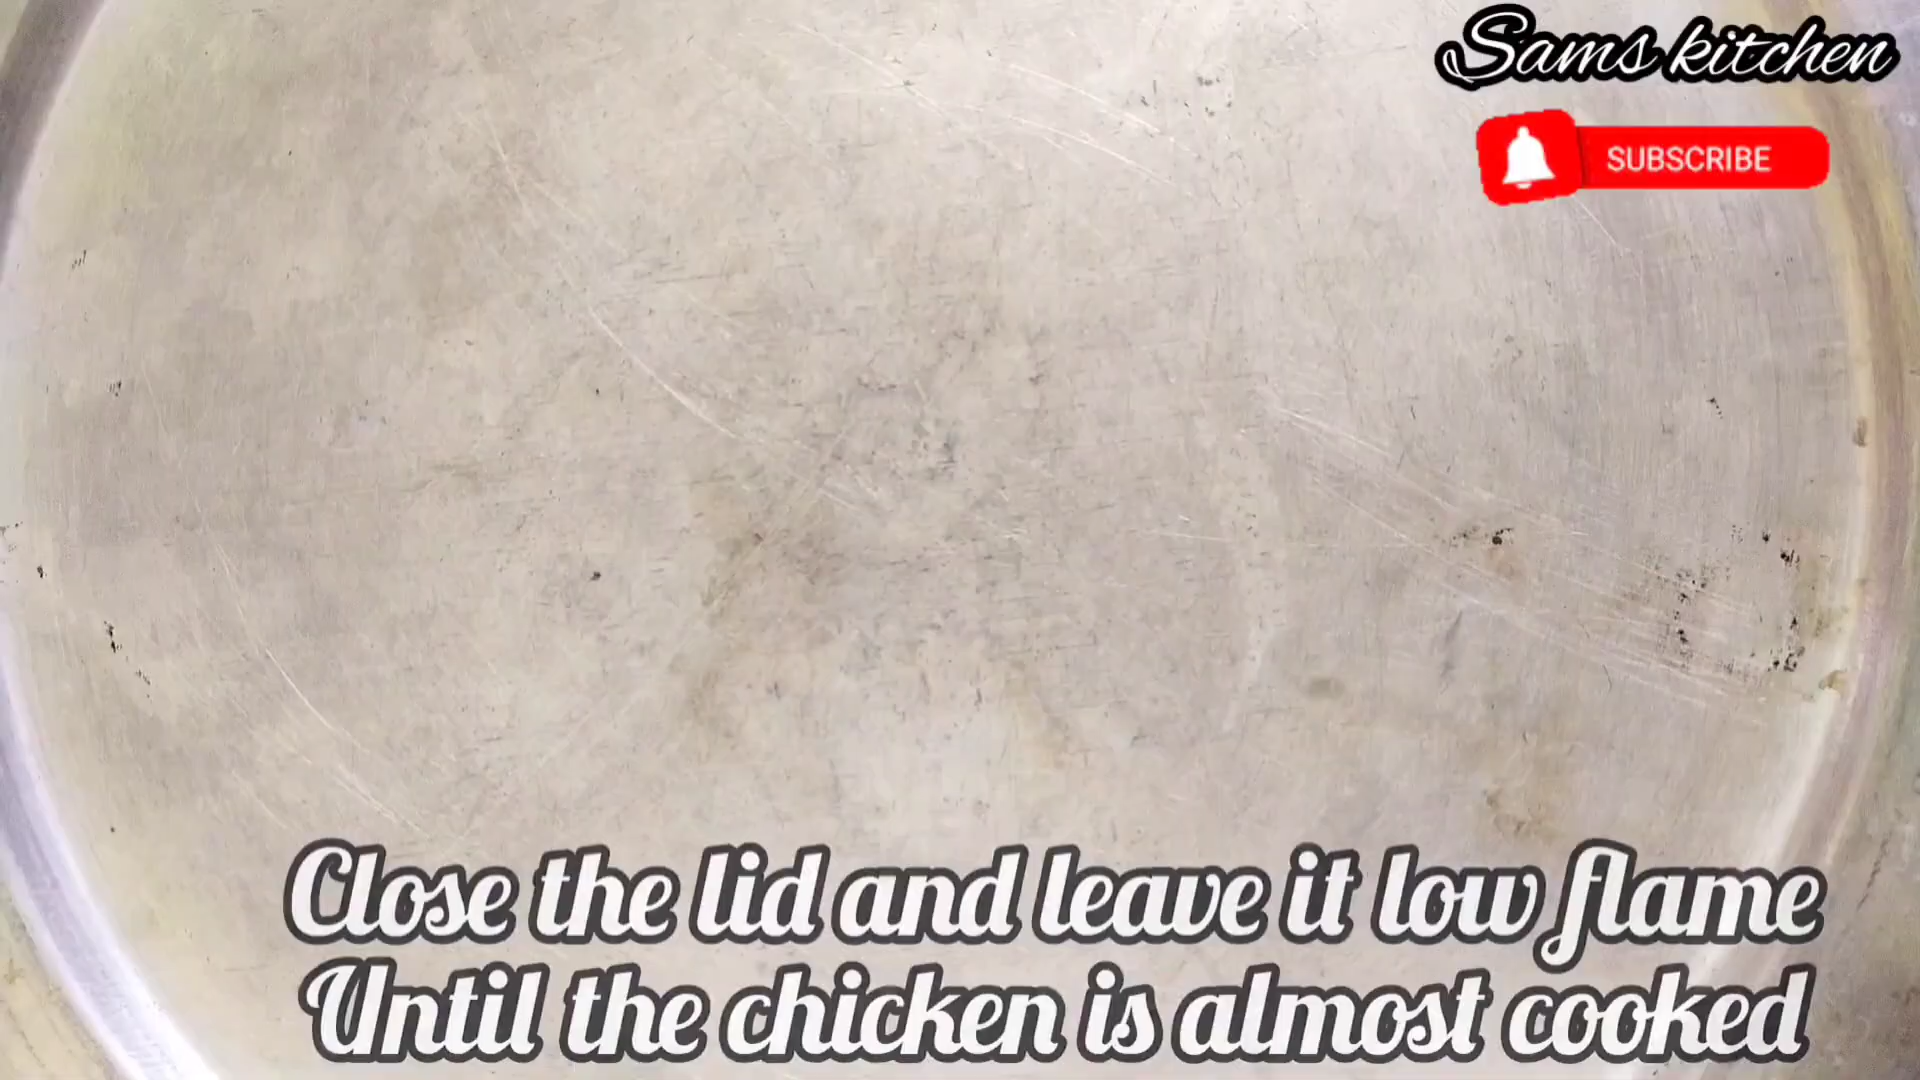 Sams kitchen
SUBSCRIBE
Close the lid and leave it low flame
Until the chicken is almost cooked